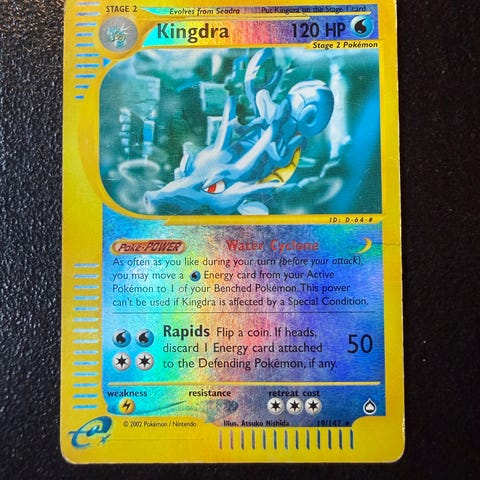 STAGE 2
Evolves from Seadra
Put Kingdra on the Stage 1 card
Kingdra
120 HP
Stage 2 Pokémon
ID: D-64-#
POKÉ-POWER
Water Cyclone
As often as you like during your turn (before your attack),
you may move a Energy card from your Active
Pokémon to 1 of your Benched Pokémon. This power
can't be used if Kingdra is affected by a Special Condition.
Rapids Flip a coin. If heads,
discard 1 Energy card attached
to the Defending Pokémon, if any.
50
weakness
resistance
retreat cost
© 2002 Pokémon / Nintendo
Illus. Atsuko Nishida
19/147 ★
e